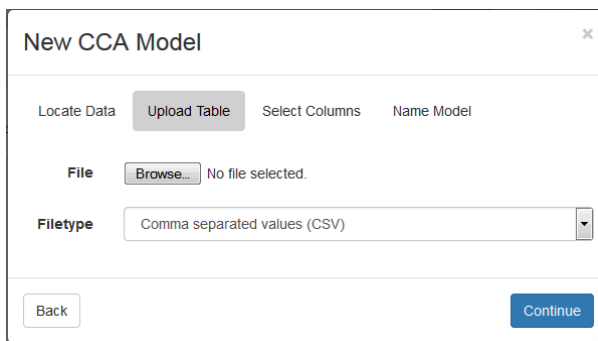 New CCA Model
×
Locate Data Upload Table Select Columns Name Model
File Browse... No file selected.
Filetype Comma separated values (CSV)
Back Continue